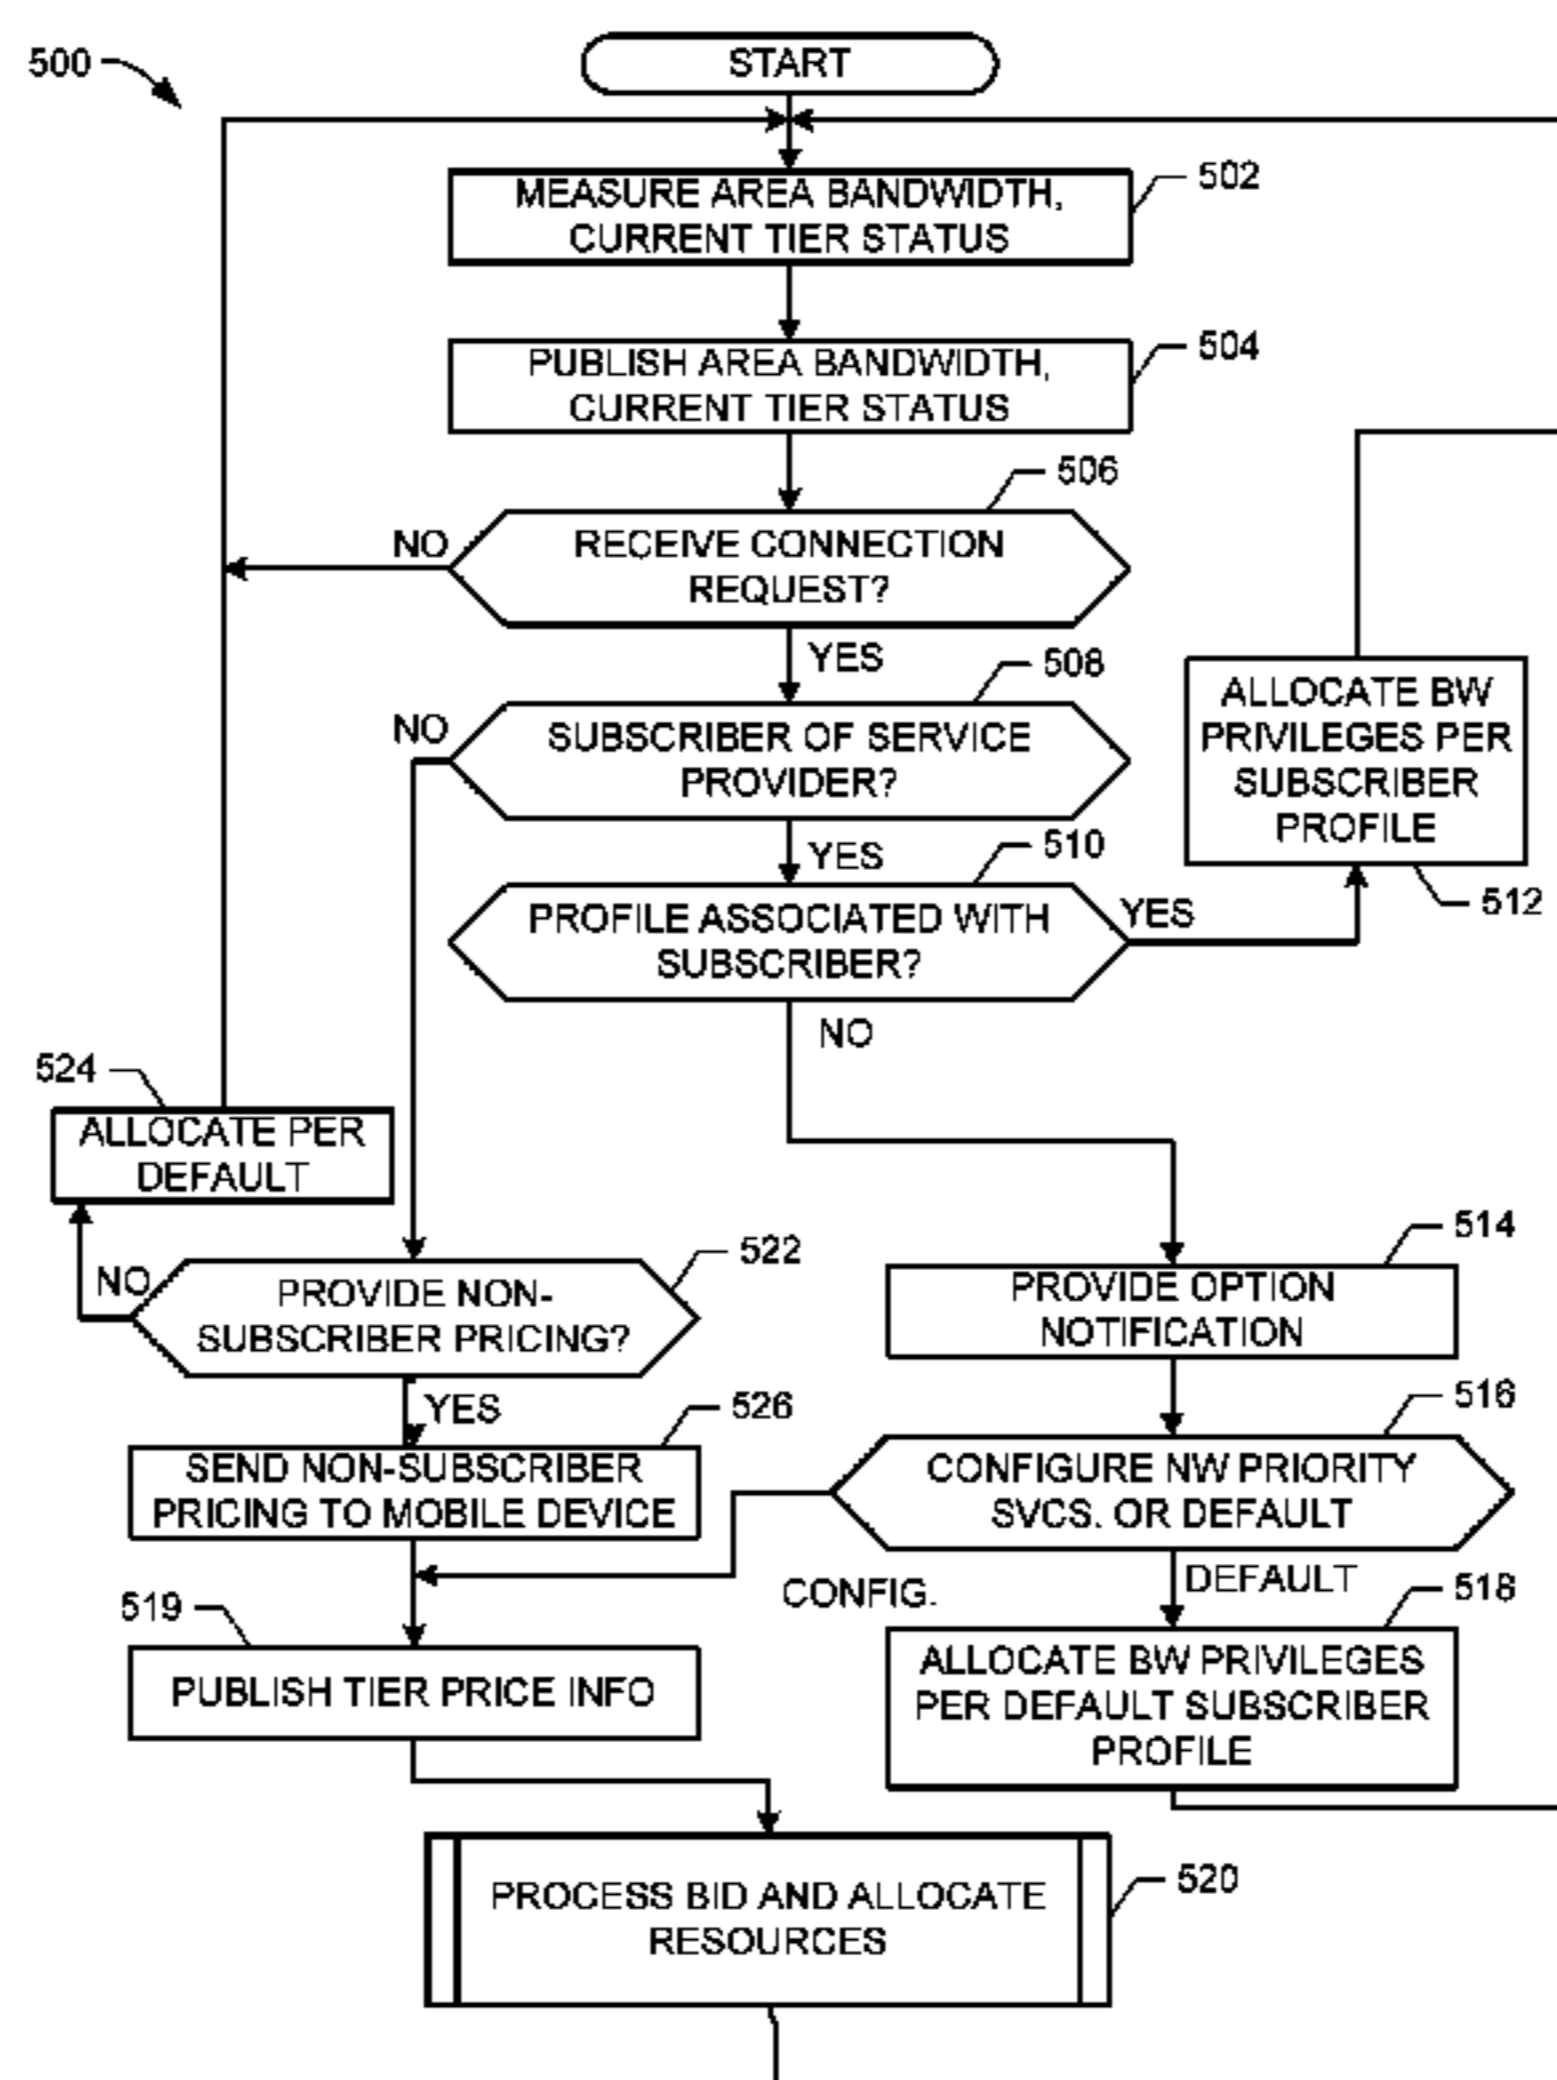 500
START
MEASURE AREA BANDWIDTH,
CURRENT TIER STATUS
502
PUBLISH AREA BANDWIDTH,
CURRENT TIER STATUS
504
506
NO
RECEIVE CONNECTION
REQUEST?
YES
508
NO
SUBSCRIBER OF SERVICE
PROVIDER?
ALLOCATE BW
PRIVILEGES PER
SUBSCRIBER
PROFILE
512
YES
510
PROFILE ASSOCIATED WITH
SUBSCRIBER?
YES
NO
524
ALLOCATE PER
DEFAULT
NO
522
PROVIDE NON-
SUBSCRIBER PRICING?
514
PROVIDE OPTION
NOTIFICATION
YES
526
SEND NON-SUBSCRIBER
PRICING TO MOBILE DEVICE
516
CONFIGURE NW PRIORITY
SVCS. OR DEFAULT
CONFIG.
DEFAULT
519
PUBLISH TIER PRICE INFO
518
ALLOCATE BW PRIVILEGES
PER DEFAULT SUBSCRIBER
PROFILE
PROCESS BID AND ALLOCATE
RESOURCES
520